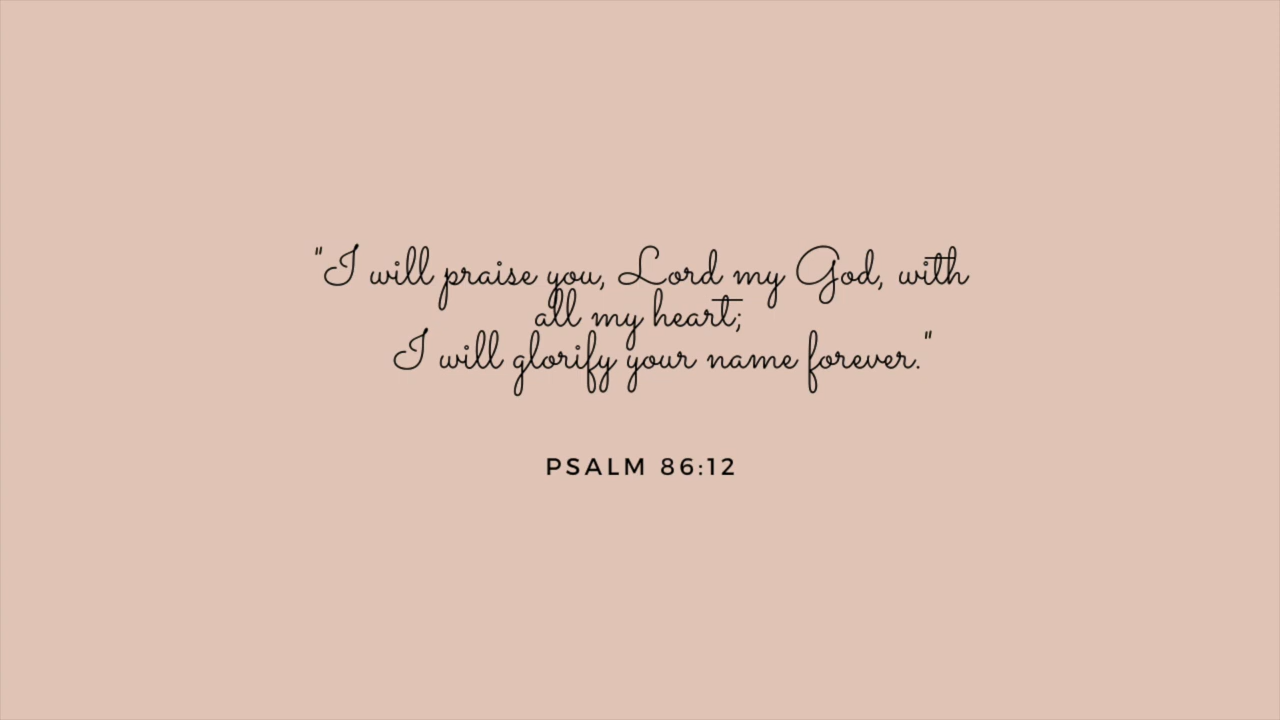 "I will praise you, Lord my God, with
all my heart;
I will glorify your name forever."
PSALM 86:12